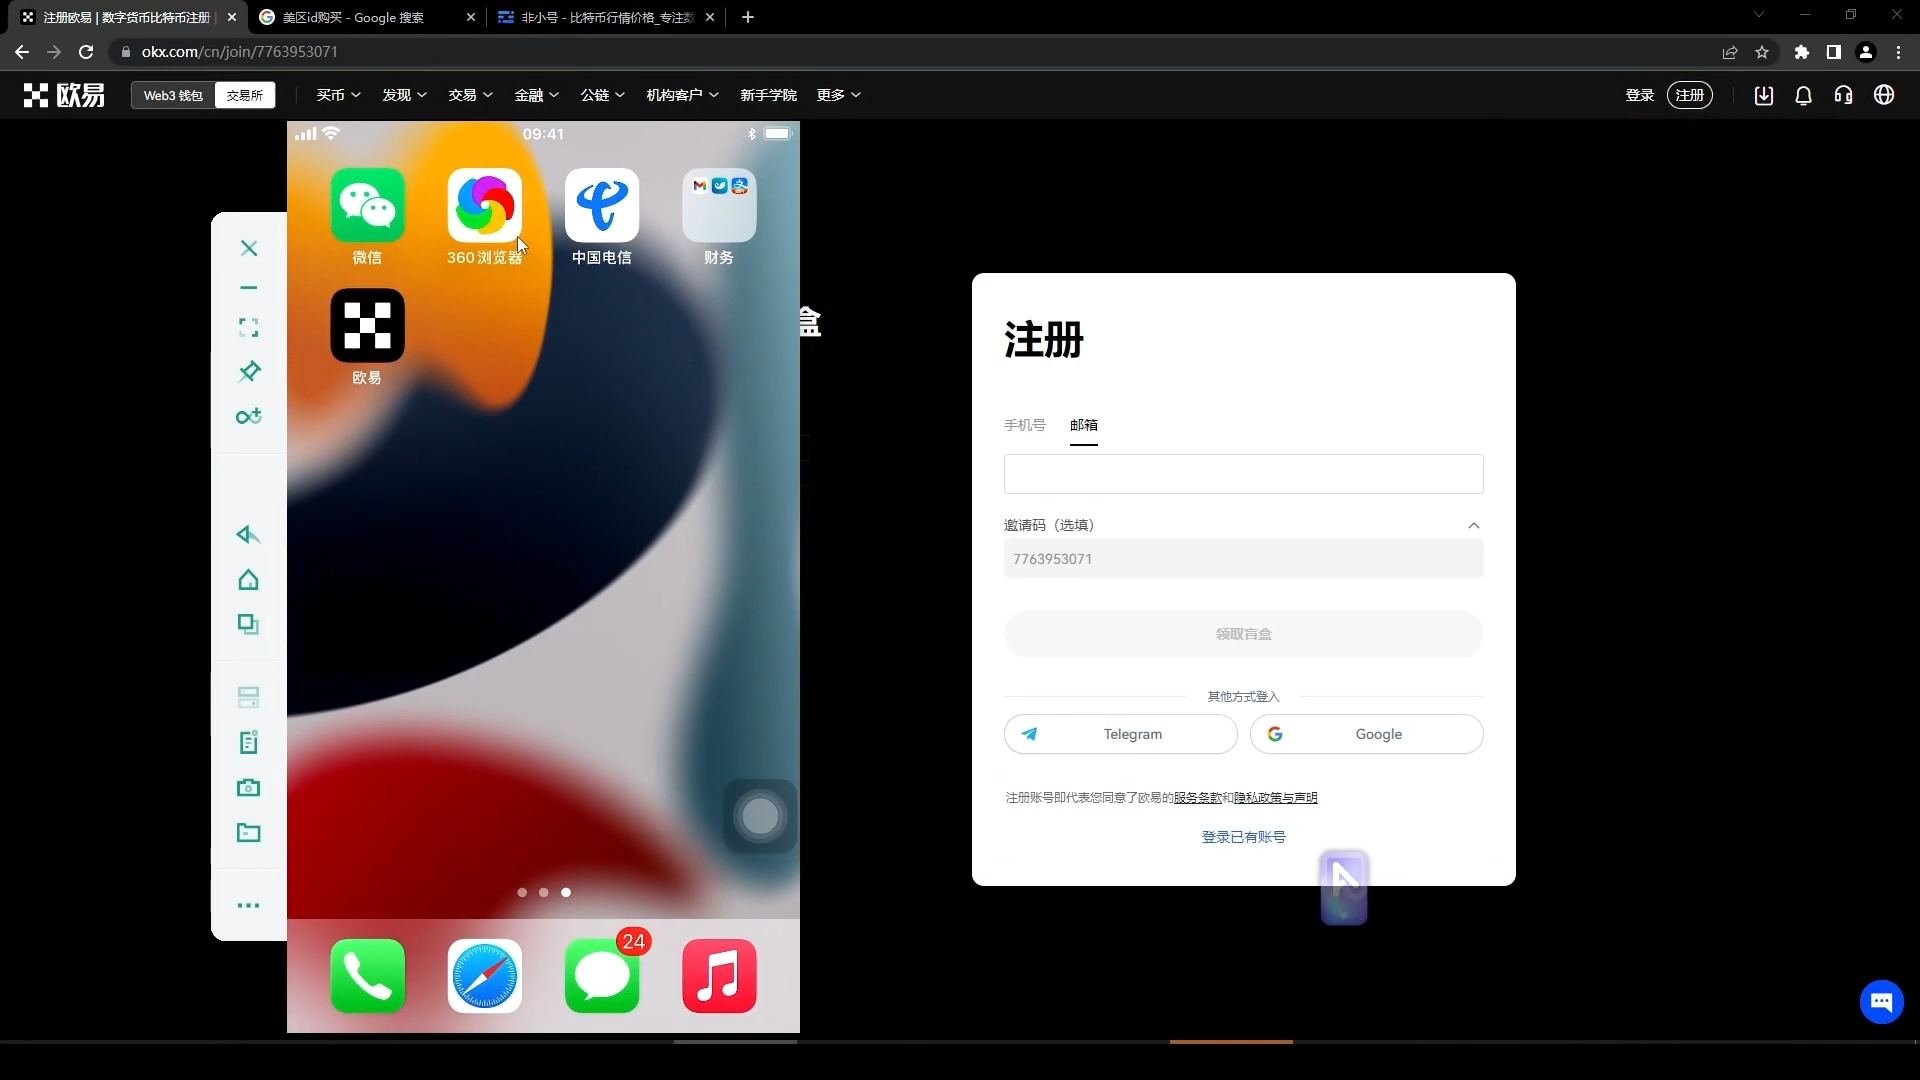 注册欧易 | 数字货币比特币注册 |
美区id购买 - Google 搜索
非小号 - 比特币行情价格_专注数
okx.com/cn/join/7763953071
欧易
Web3 钱包
交易所
买币
发现
交易
金融
公链
机构客户
新手学院
更多
登录
注册
09:41
微信
360浏览器
中国电信
财务
欧易
24
盒
注册
手机号
邮箱
邀请码（选填）
7763953071
领取盲盒
其他方式登入
Telegram
Google
注册账号即代表您同意了欧易的服务条款和隐私政策与声明
登录已有账号